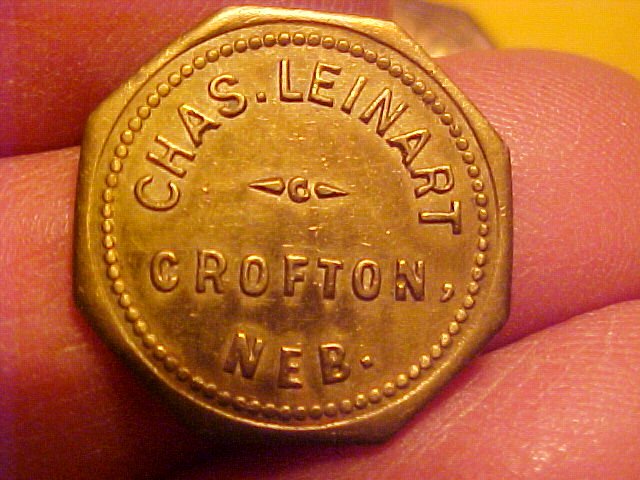 CHAS. LEINART
CROFTON,
NEB.